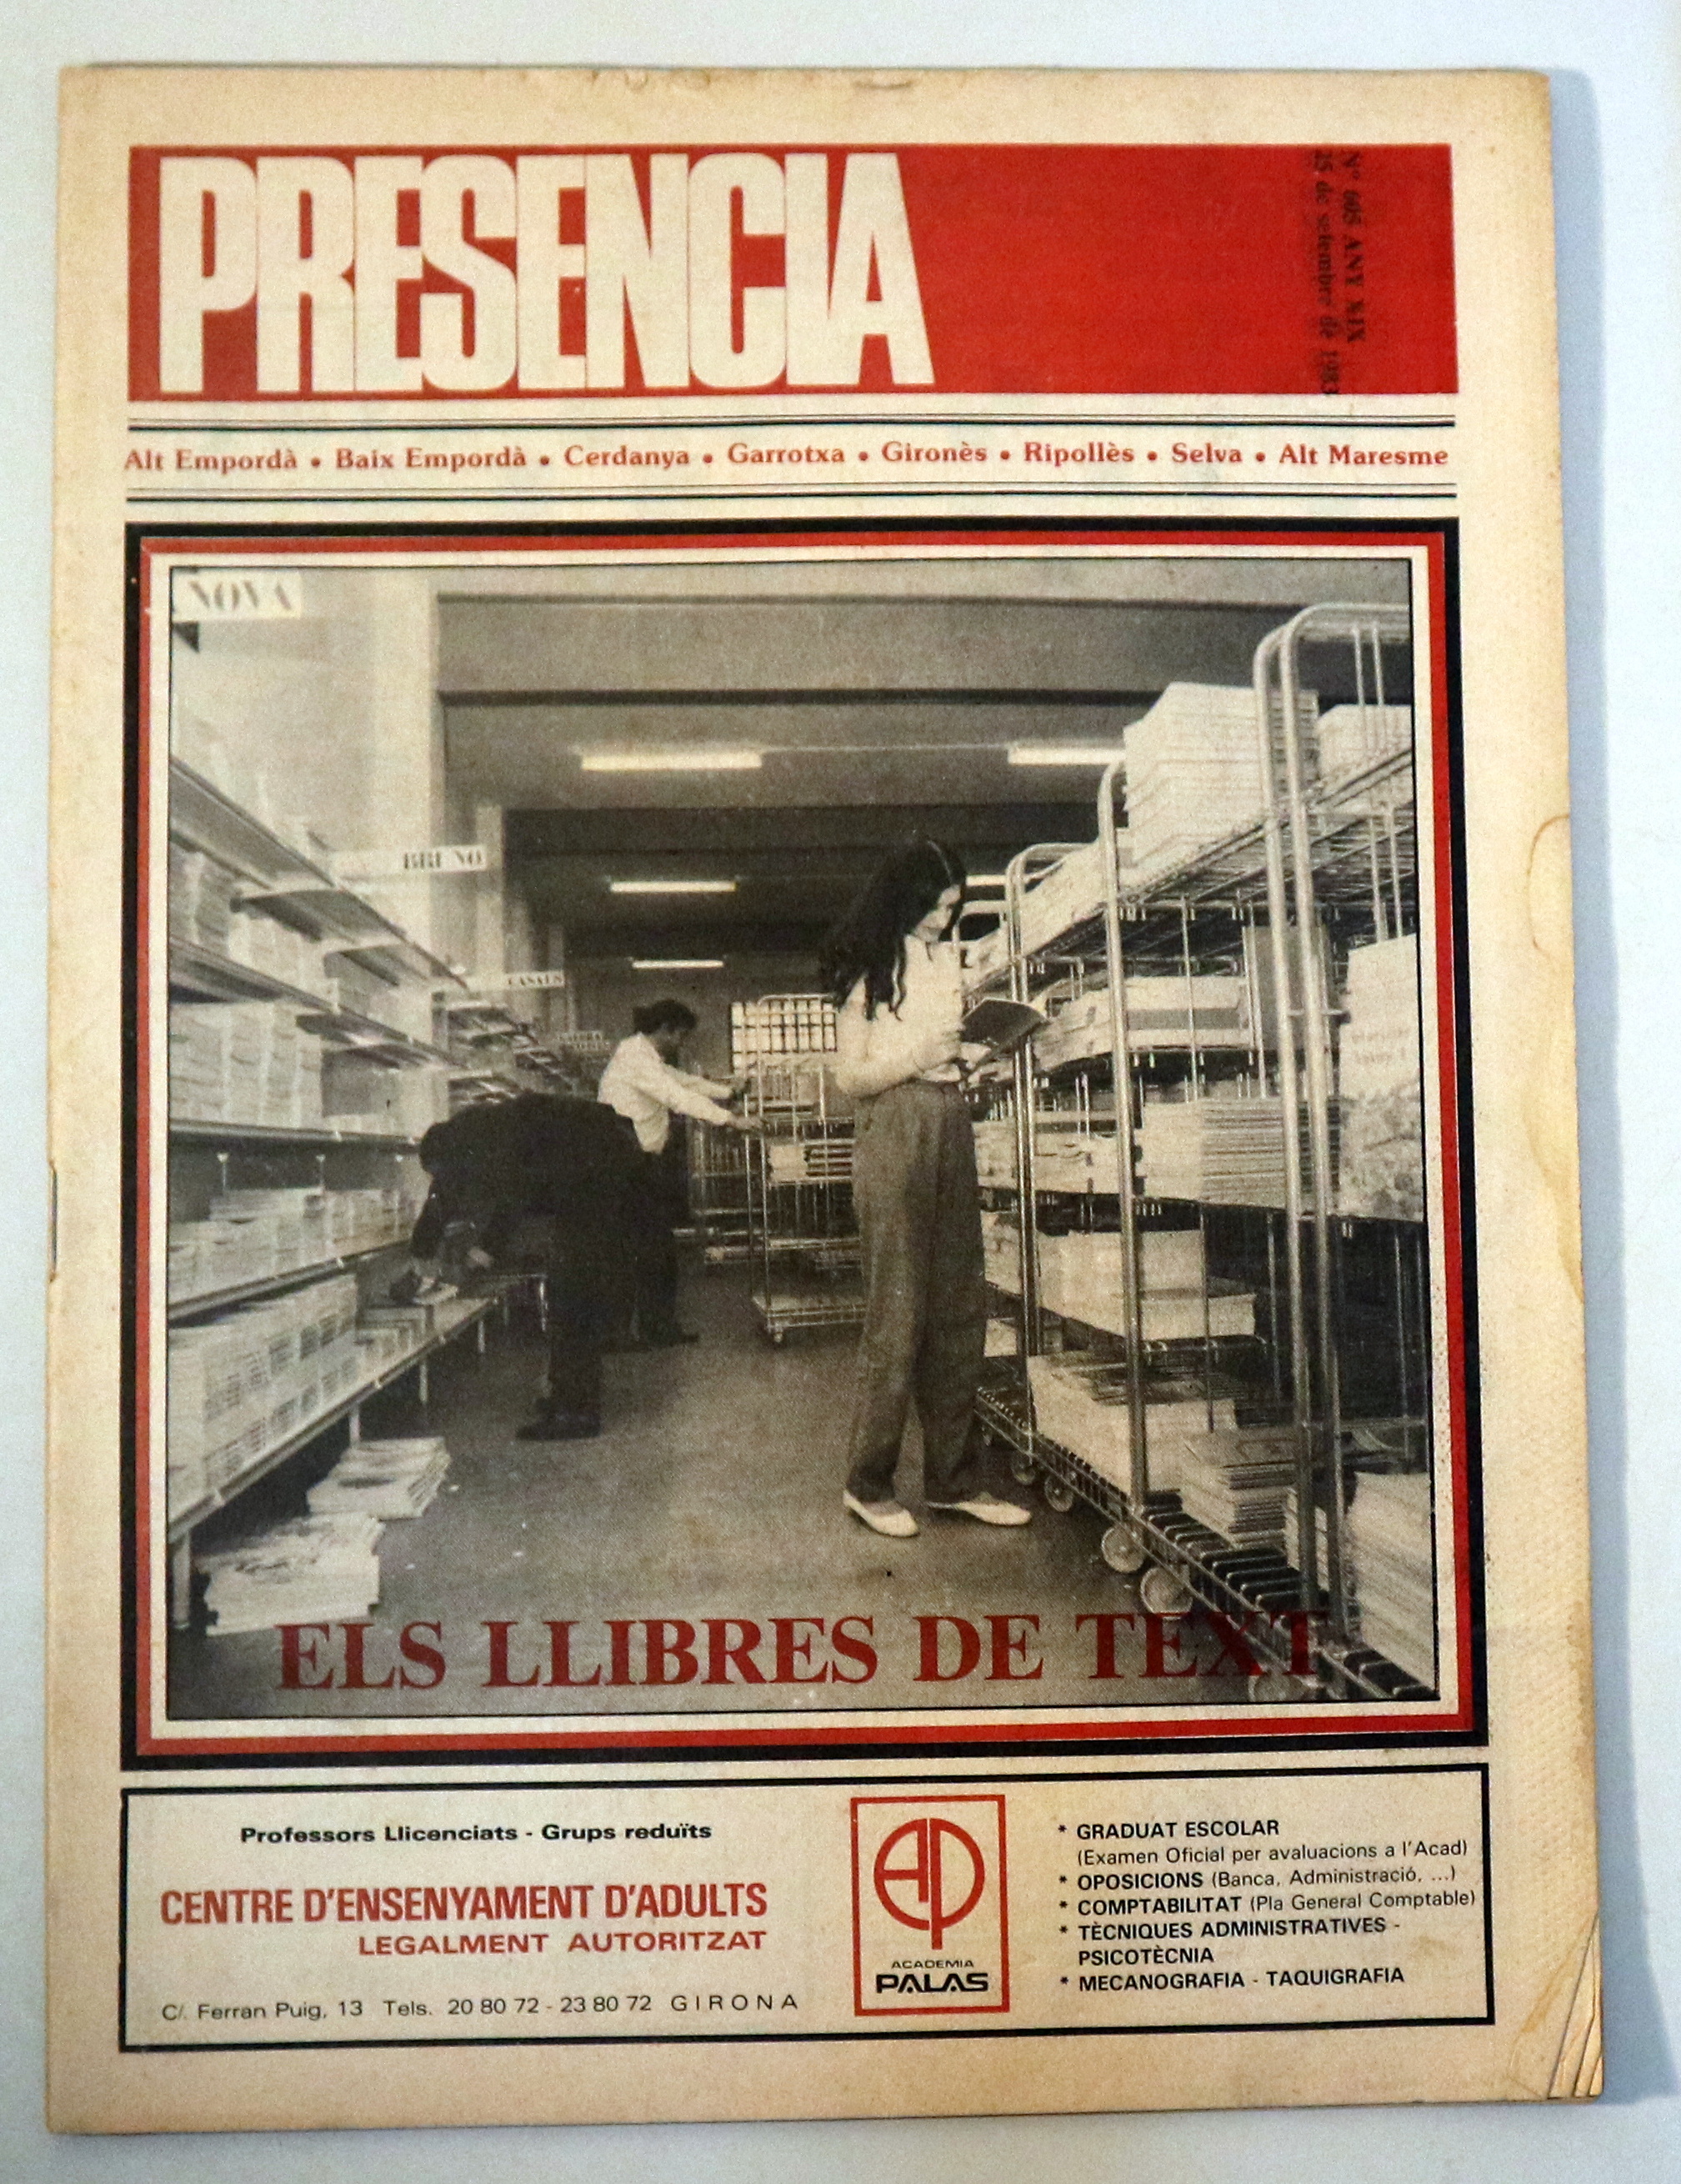 PRESENCIA
Nº 605 ANY XIX
25 de setembre de 1983
Alt Empordà • Baix Empordà • Cerdanya • Garrotxa • Gironès • Ripollès • Selva • Alt Maresme
NOVA
BRUNO
CASALS
ELS LLIBRES DE TEXT
Professors Llicenciats - Grups reduïts
CENTRE D'ENSENYAMENT D'ADULTS
LEGALMENT AUTORITZAT
C/. Ferran Puig, 13 Tels. 20 80 72 - 23 80 72 GIRONA
AP
ACADEMIA
PALAS
* GRADUAT ESCOLAR
(Examen Oficial per avaluacions a l'Acad)
* OPOSICIONS (Banca, Administració, ...)
* COMPTABILITAT (Pla General Comptable)
* TÈCNIQUES ADMINISTRATIVES -
PSICOTÈCNIA
* MECANOGRAFIA - TAQUIGRAFIA